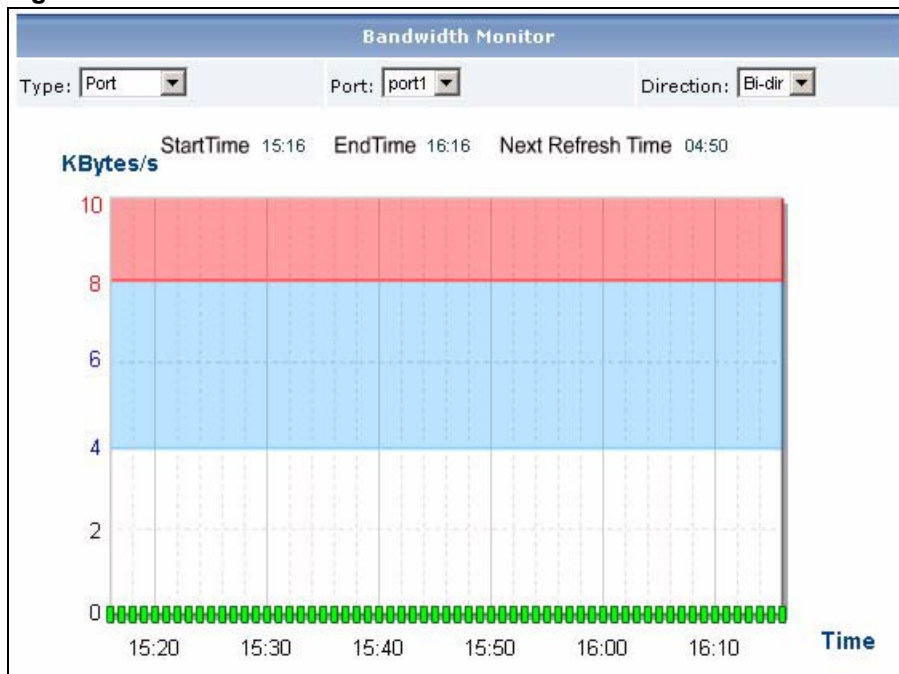 Bandwidth Monitor
Type: Port Port: port1 Direction: Bi-dir
StartTime 15:16 EndTime 16:16 Next Refresh Time 04:50
KBytes/s
10
8
6
4
2
0
15:20 15:30 15:40 15:50 16:00 16:10 Time